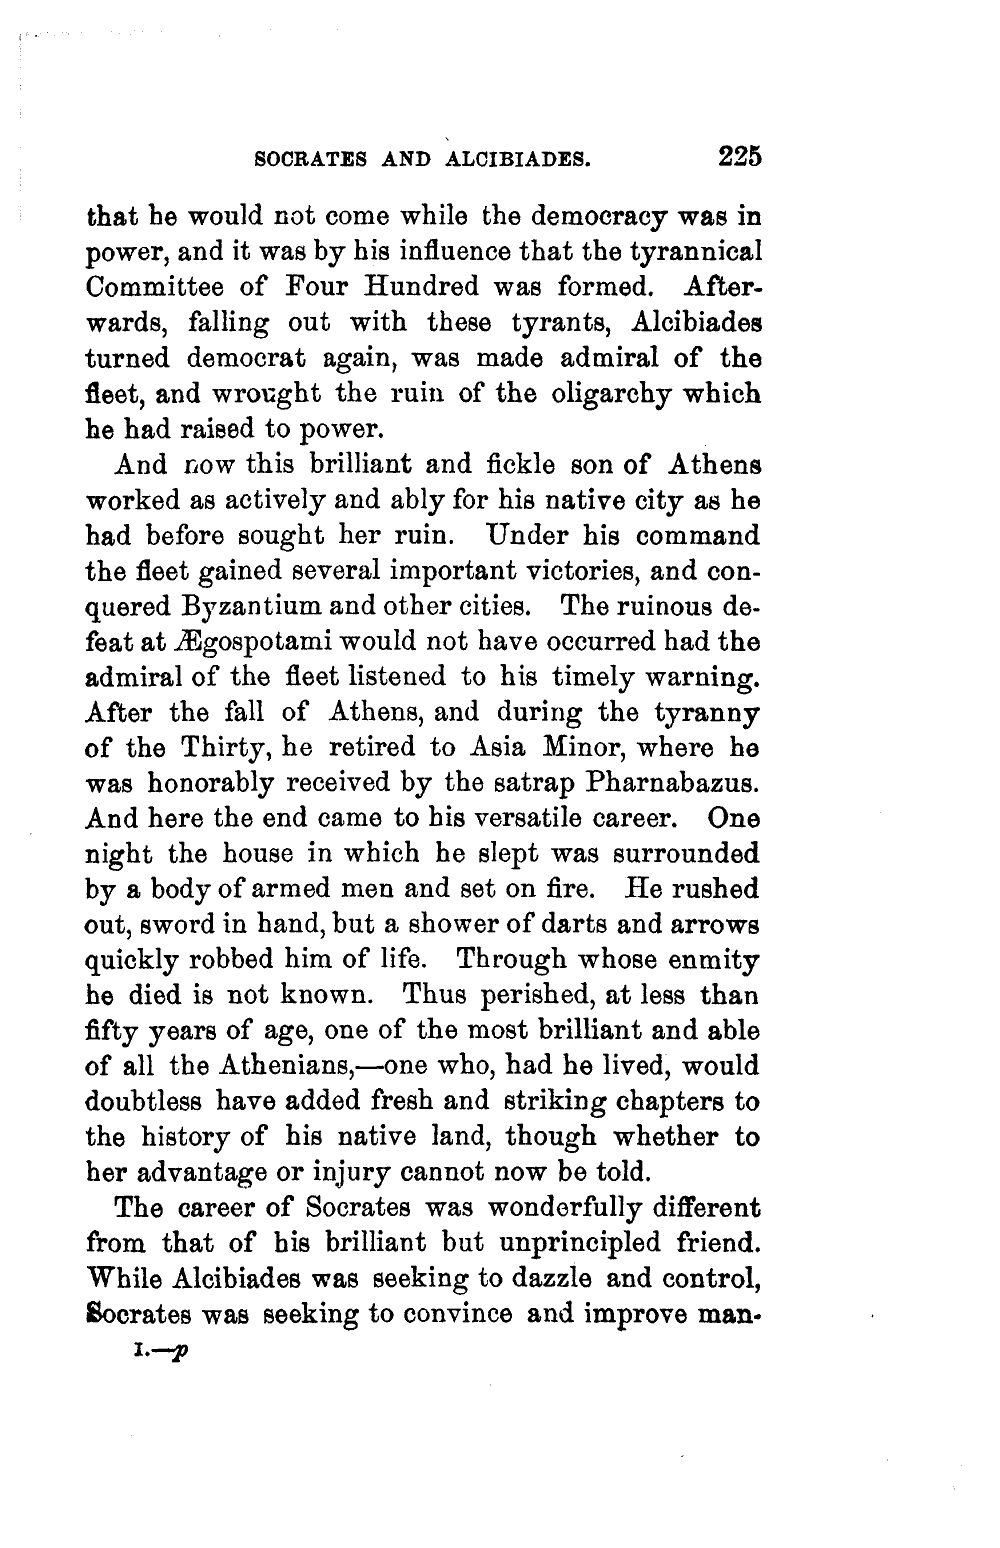 SOCRATES AND ALCIBIADES. 225
that he would not come while the democracy was in
power, and it was by his influence that the tyrannical
Committee of Four Hundred was formed. After-
wards, falling out with these tyrants, Alcibiades
turned democrat again, was made admiral of the
fleet, and wrought the ruin of the oligarchy which
he had raised to power.
And now this brilliant and fickle son of Athens
worked as actively and ably for his native city as he
had before sought her ruin. Under his command
the fleet gained several important victories, and con-
quered Byzantium and other cities. The ruinous de-
feat at Ægospotami would not have occurred had the
admiral of the fleet listened to his timely warning.
After the fall of Athens, and during the tyranny
of the Thirty, he retired to Asia Minor, where he
was honorably received by the satrap Pharnabazus.
And here the end came to his versatile career. One
night the house in which he slept was surrounded
by a body of armed men and set on fire. He rushed
out, sword in hand, but a shower of darts and arrows
quickly robbed him of life. Through whose enmity
he died is not known. Thus perished, at less than
fifty years of age, one of the most brilliant and able
of all the Athenians,—one who, had he lived, would
doubtless have added fresh and striking chapters to
the history of his native land, though whether to
her advantage or injury cannot now be told.
The career of Socrates was wonderfully different
from that of his brilliant but unprincipled friend.
While Alcibiades was seeking to dazzle and control,
Socrates was seeking to convince and improve man-
I.—p